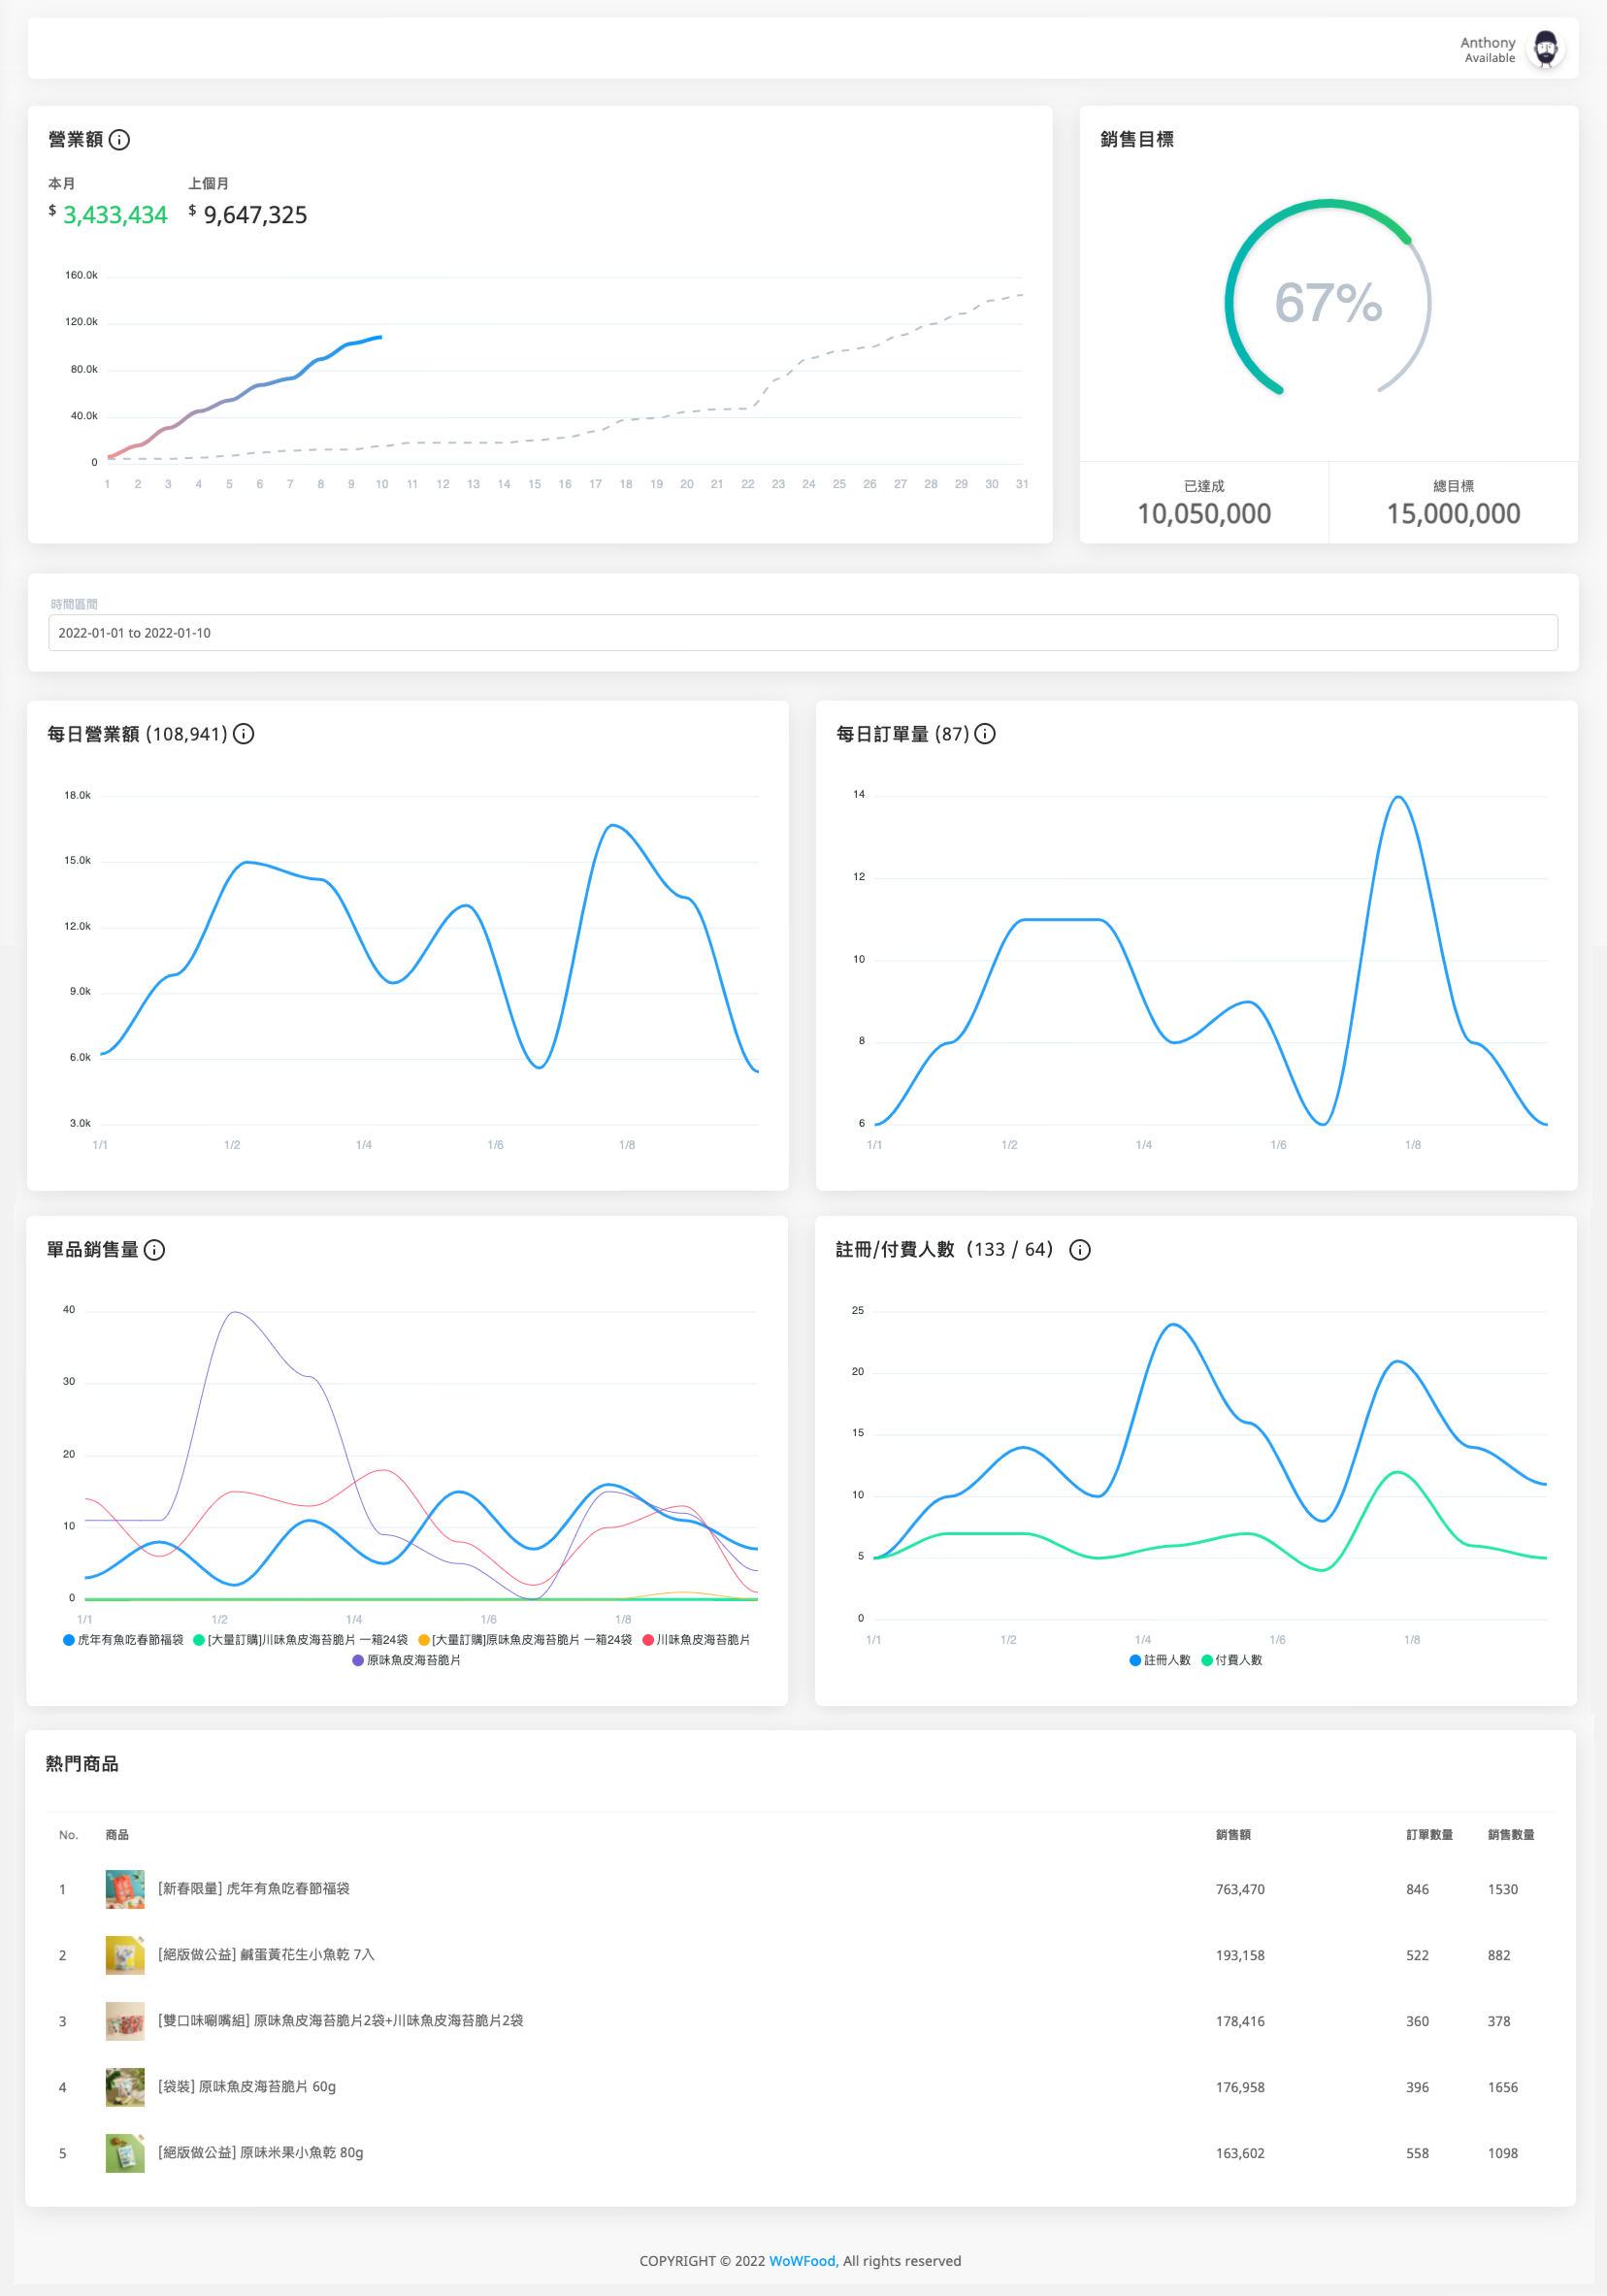 Anthony
Available
營業額
本月
上個月
$ 3,433,434
$ 9,647,325
160.0k
120.0k
80.0k
40.0k
0
1 2 3 4 5 6 7 8 9 10 11 12 13 14 15 16 17 18 19 20 21 22 23 24 25 26 27 28 29 30 31
銷售目標
67%
已達成
10,050,000
總目標
15,000,000
時間區間
2022-01-01 to 2022-01-10
每日營業額 (108,941)
18.0k
15.0k
12.0k
9.0k
6.0k
3.0k
1/1 1/2 1/4 1/6 1/8
每日訂單量 (87)
14
12
10
8
6
1/1 1/2 1/4 1/6 1/8
單品銷售量
40
30
20
10
0
1/1 1/2 1/4 1/6 1/8
虎年有魚吃春節福袋 [大量訂購]川味魚皮海苔脆片 一箱24袋 [大量訂購]原味魚皮海苔脆片 一箱24袋 川味魚皮海苔脆片
原味魚皮海苔脆片
註冊/付費人數（133 / 64）
25
20
15
10
5
0
1/1 1/2 1/4 1/6 1/8
註冊人數 付費人數
熱門商品
No. 商品 銷售額 訂單數量 銷售數量
1 [新春限量] 虎年有魚吃春節福袋 763,470 846 1530
2 [絕版做公益] 鹹蛋黃花生小魚乾 7入 193,158 522 882
3 [雙口味唰嘴組] 原味魚皮海苔脆片2袋+川味魚皮海苔脆片2袋 178,416 360 378
4 [袋裝] 原味魚皮海苔脆片 60g 176,958 396 1656
5 [絕版做公益] 原味米果小魚乾 80g 163,602 558 1098
COPYRIGHT © 2022 WoWFood, All rights reserved